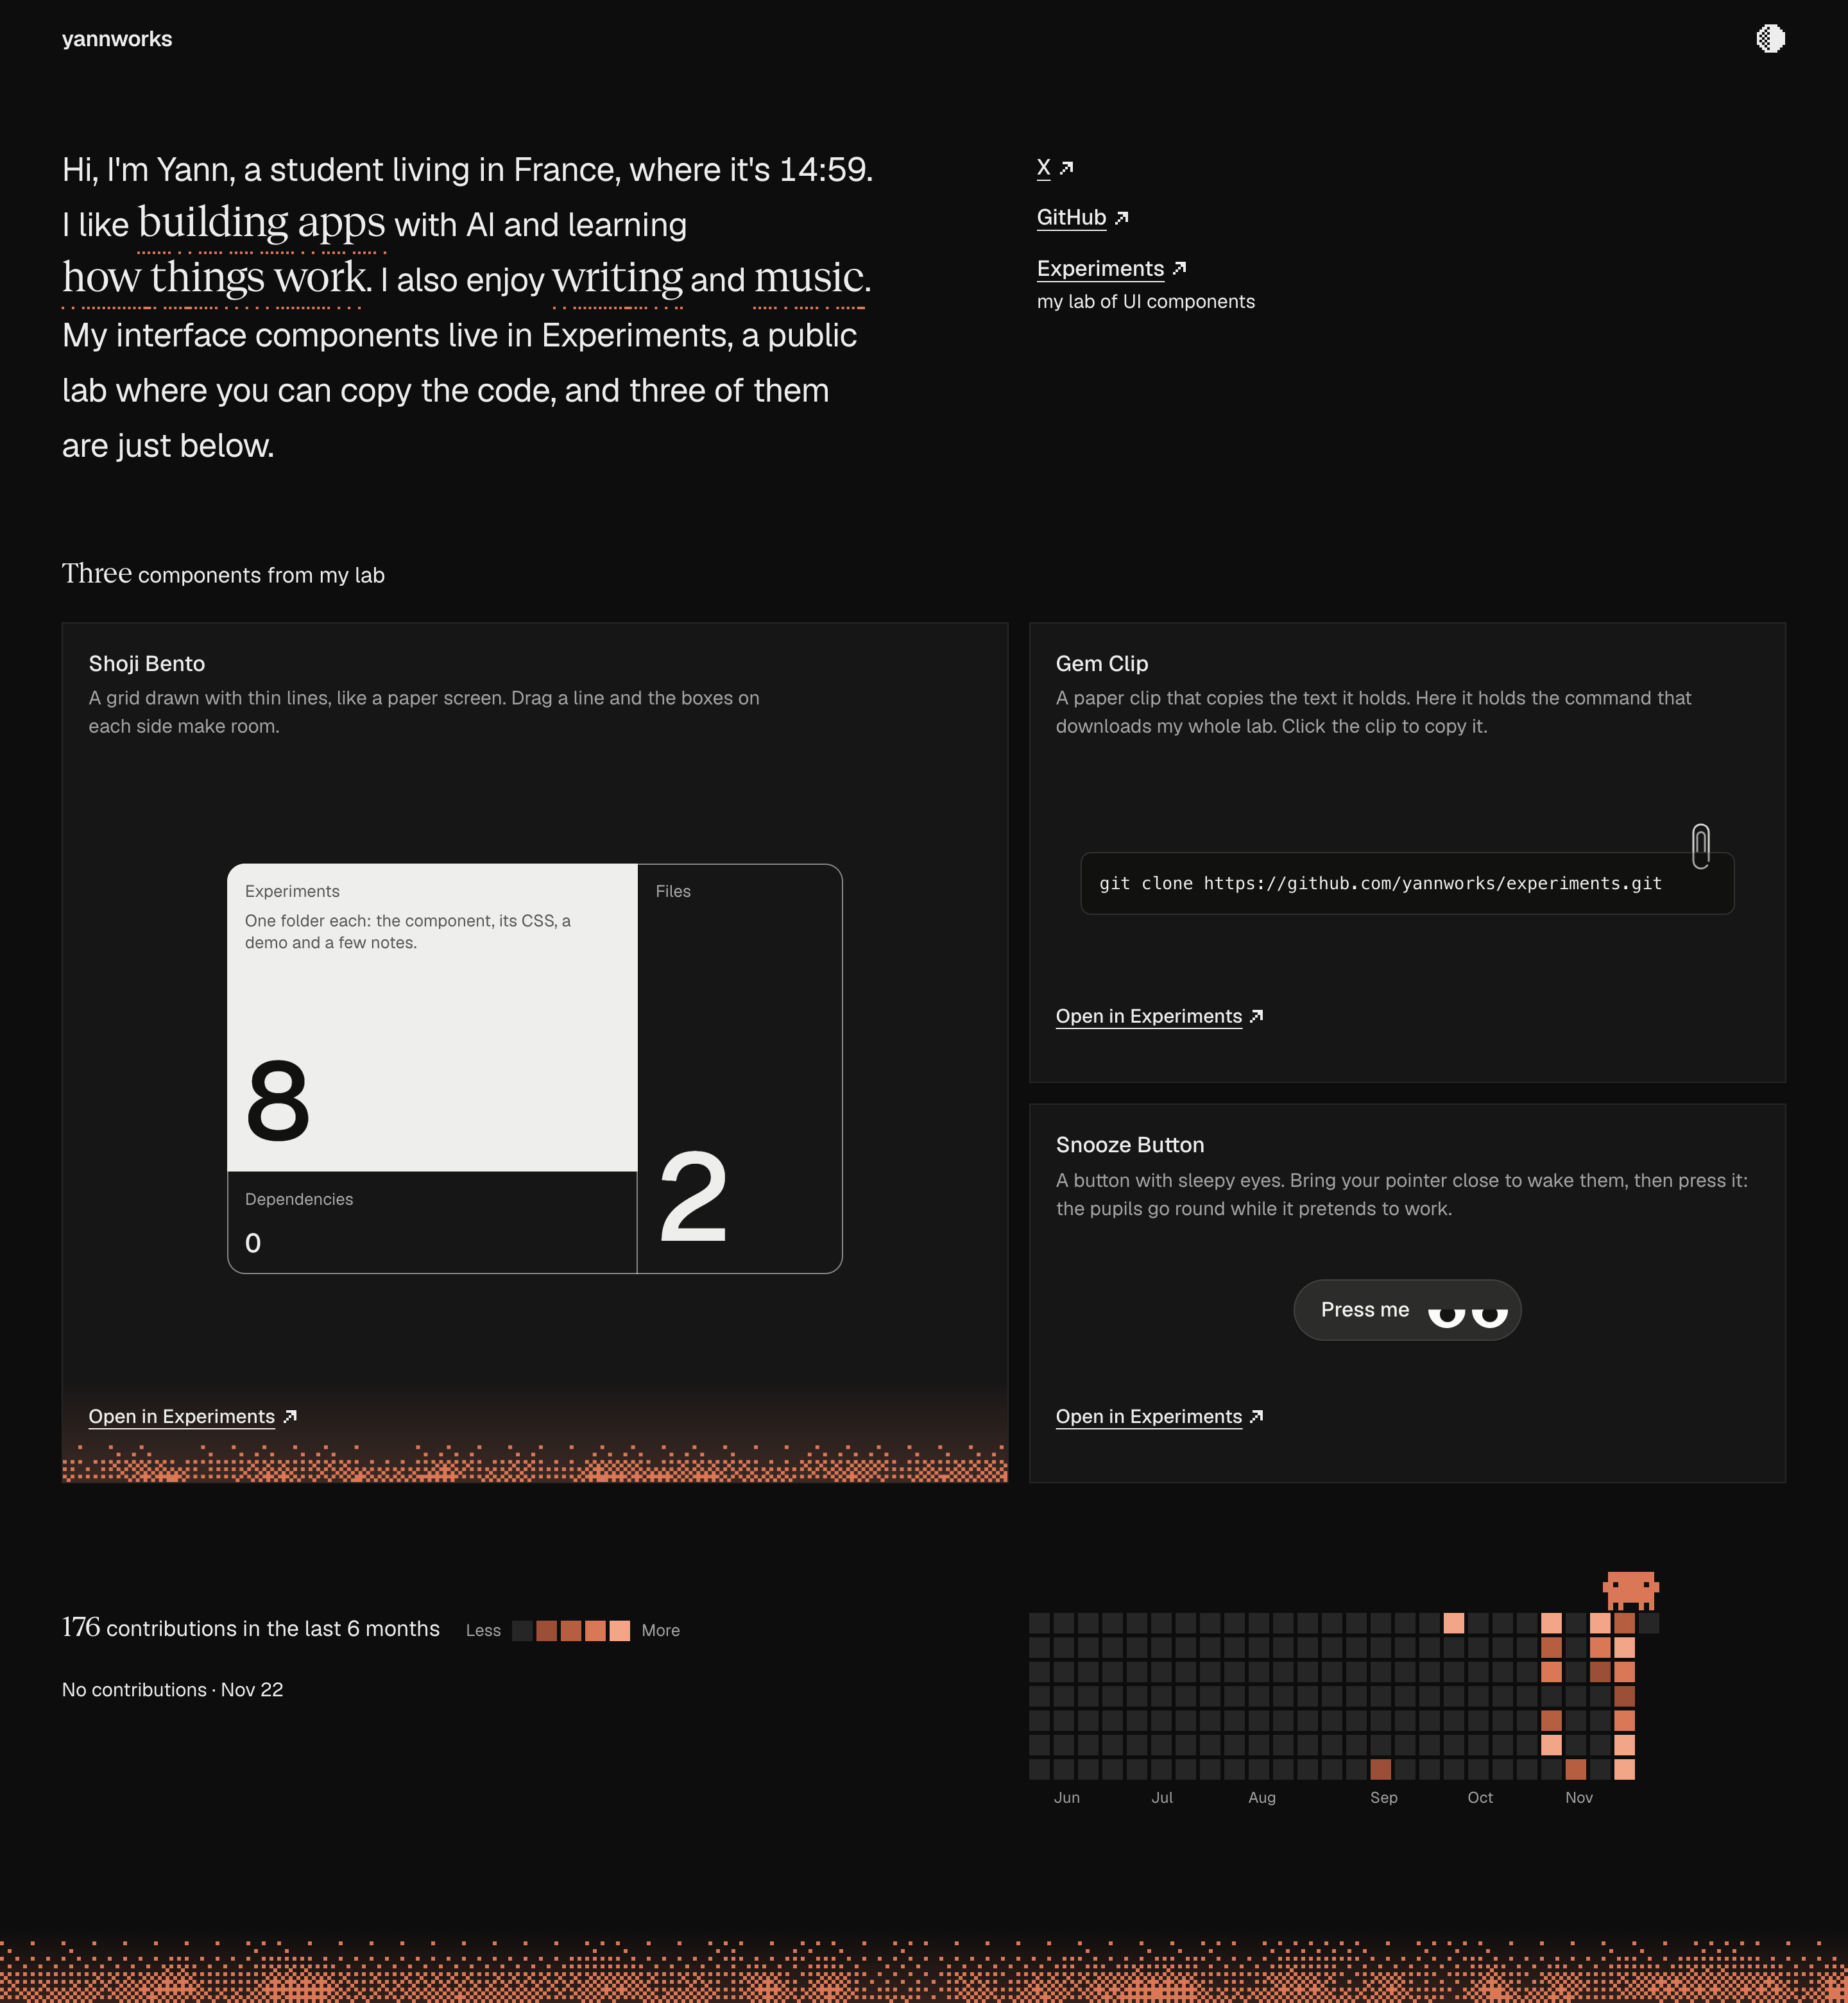 yannworks
Hi, I'm Yann, a student living in France, where it's 14:59.
I like building apps with AI and learning
how things work. I also enjoy writing and music.
My interface components live in Experiments, a public
lab where you can copy the code, and three of them
are just below.
X
GitHub
Experiments
my lab of UI components
Three components from my lab
Shoji Bento
A grid drawn with thin lines, like a paper screen. Drag a line and the boxes on
each side make room.
Experiments
One folder each: the component, its CSS, a
demo and a few notes.
8
Files
2
Dependencies
0
Open in Experiments
Gem Clip
A paper clip that copies the text it holds. Here it holds the command that
downloads my whole lab. Click the clip to copy it.
git clone https://github.com/yannworks/experiments.git
Open in Experiments
Snooze Button
A button with sleepy eyes. Bring your pointer close to wake them, then press it:
the pupils go round while it pretends to work.
Press me
Open in Experiments
176 contributions in the last 6 months
Less
More
No contributions · Nov 22
Jun
Jul
Aug
Sep
Oct
Nov